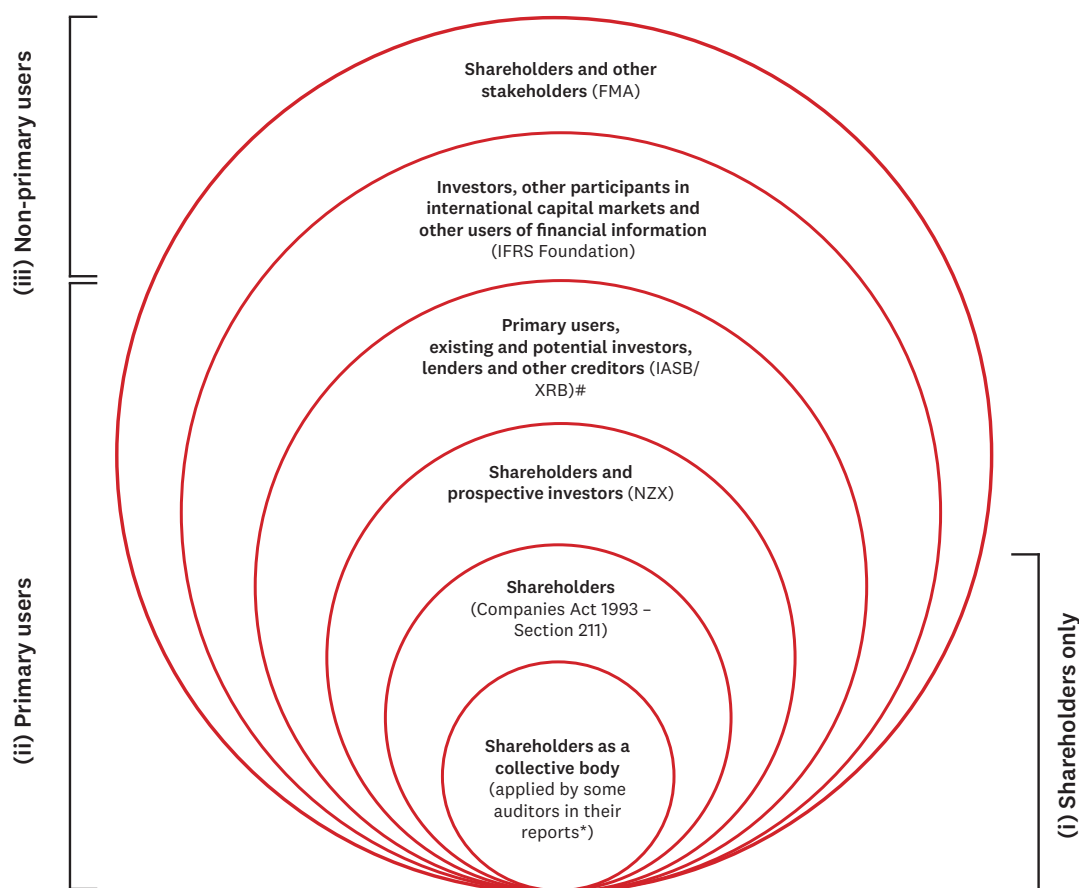 (iii) Non-primary users
(ii) Primary users
Shareholders and other
stakeholders (FMA)
Investors, other participants in
international capital markets and
other users of financial information
(IFRS Foundation)
Primary users,
existing and potential investors,
lenders and other creditors (IASB/
XRB)#
Shareholders and
prospective investors (NZX)
Shareholders
(Companies Act 1993 –
Section 211)
Shareholders as a
collective body
(applied by some
auditors in their
reports*)
(i) Shareholders only